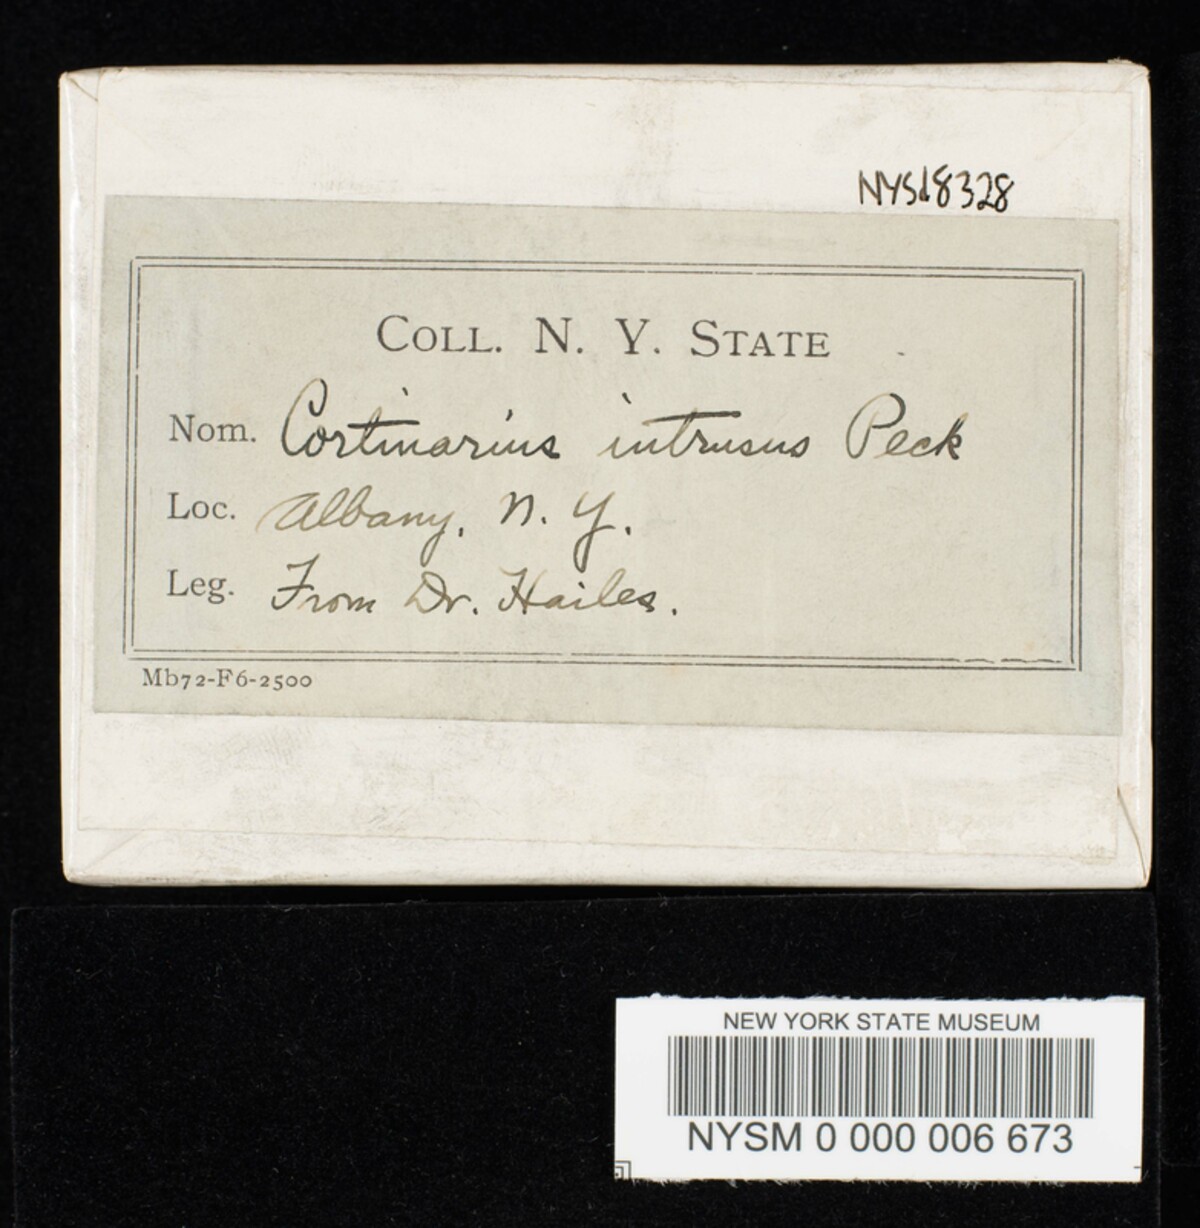 NYSd8328
COLL. N. Y. STATE
Nom. Cortinarius intrusus Peck
Loc. Albany, N. Y.
Leg. From Dr. Hailes.
Mb72-F6-2500
NEW YORK STATE MUSEUM
NYSM 0 000 006 673